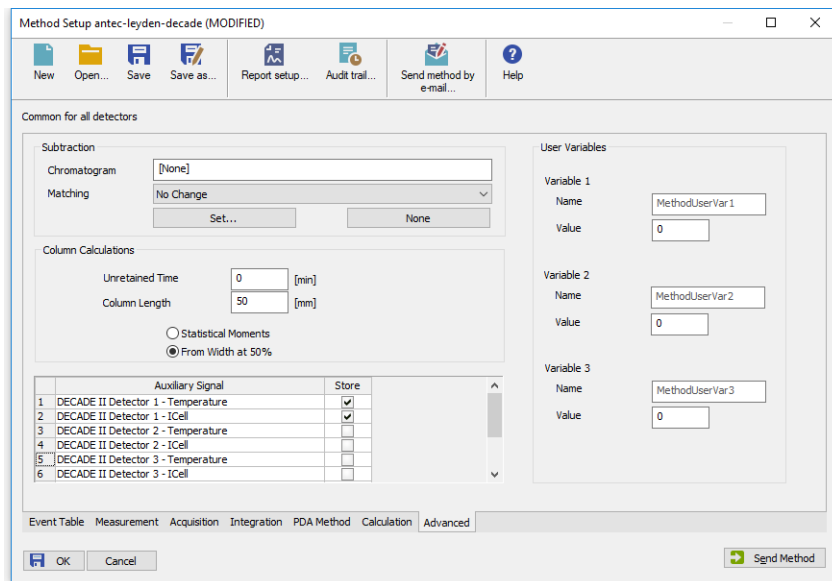 Method Setup antec-leyden-decade (MODIFIED)
New Open... Save Save as... Report setup... Audit trail... Send method by e-mail... Help
Common for all detectors
Subtraction
Chromatogram [None]
Matching No Change
Set... None
Column Calculations
Unretained Time 0 [min]
Column Length 50 [mm]
Statistical Moments
From Width at 50%
Auxiliary Signal Store
1 DECADE II Detector 1 - Temperature
2 DECADE II Detector 1 - ICell
3 DECADE II Detector 2 - Temperature
4 DECADE II Detector 2 - ICell
5 DECADE II Detector 3 - Temperature
6 DECADE II Detector 3 - ICell
User Variables
Variable 1
Name MethodUserVar1
Value 0
Variable 2
Name MethodUserVar2
Value 0
Variable 3
Name MethodUserVar3
Value 0
Event Table Measurement Acquisition Integration PDA Method Calculation Advanced
OK Cancel Send Method